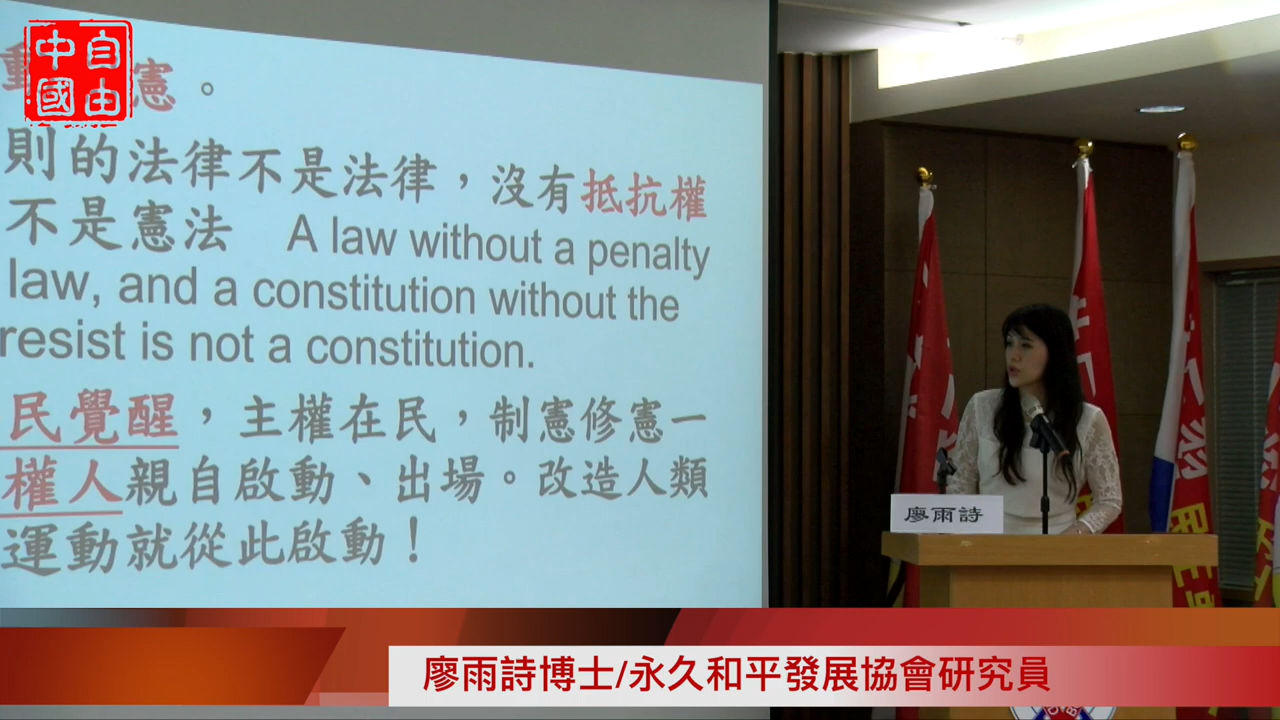 自由中國
憲。
則的法律不是法律，沒有抵抗權
不是憲法 A law without a penalty
law, and a constitution without the
resist is not a constitution.
民覺醒，主權在民，制憲修憲一
權人親自啟動、出場。改造人類
運動就從此啟動！
廖雨詩
廖雨詩博士/永久和平發展協會研究員